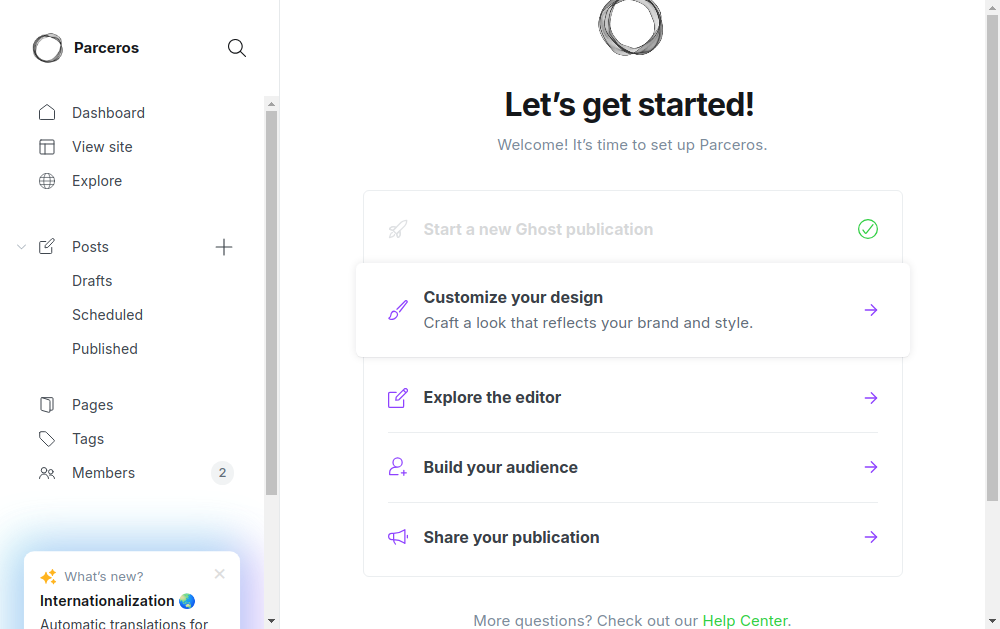 Parceros
Dashboard
View site
Explore
Posts
Drafts
Scheduled
Published
Pages
Tags
Members 2
What's new?
Internationalization 🌏
Automatic translations for
Let's get started!
Welcome! It's time to set up Parceros.
Start a new Ghost publication
Customize your design
Craft a look that reflects your brand and style.
Explore the editor
Build your audience
Share your publication
More questions? Check out our Help Center.